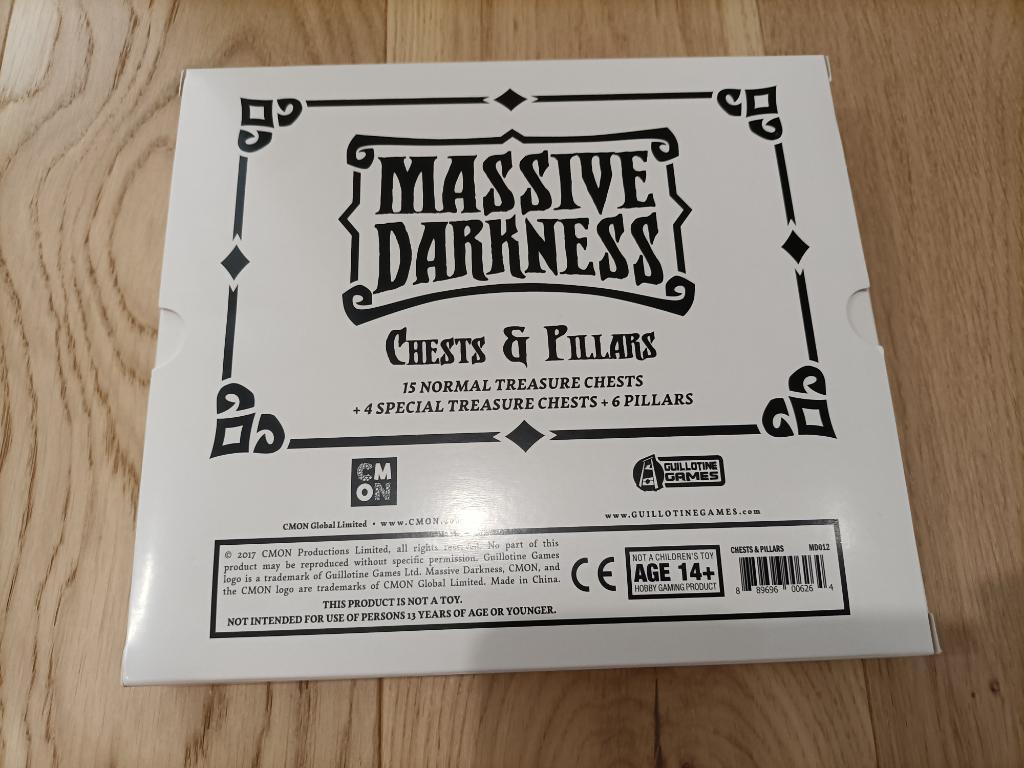 MASSIVE
DARKNESS
CHESTS & PILLARS
15 NORMAL TREASURE CHESTS
+ 4 SPECIAL TREASURE CHESTS + 6 PILLARS
CMON
GUILLOTINE GAMES
CMON Global Limited • www.CMON.
www.GUILLOTINEGAMES.com
© 2017 CMON Productions Limited, all rights reserved. No part of this
product may be reproduced without specific permission. Guillotine Games
logo is a trademark of Guillotine Games Ltd. Massive Darkness, CMON, and
the CMON logo are trademarks of CMON Global Limited. Made in China.
THIS PRODUCT IS NOT A TOY.
NOT INTENDED FOR USE OF PERSONS 13 YEARS OF AGE OR YOUNGER.
CE
NOT A CHILDREN'S TOY
AGE 14+
HOBBY GAMING PRODUCT
CHESTS & PILLARS MD012
8 89696 00626 4